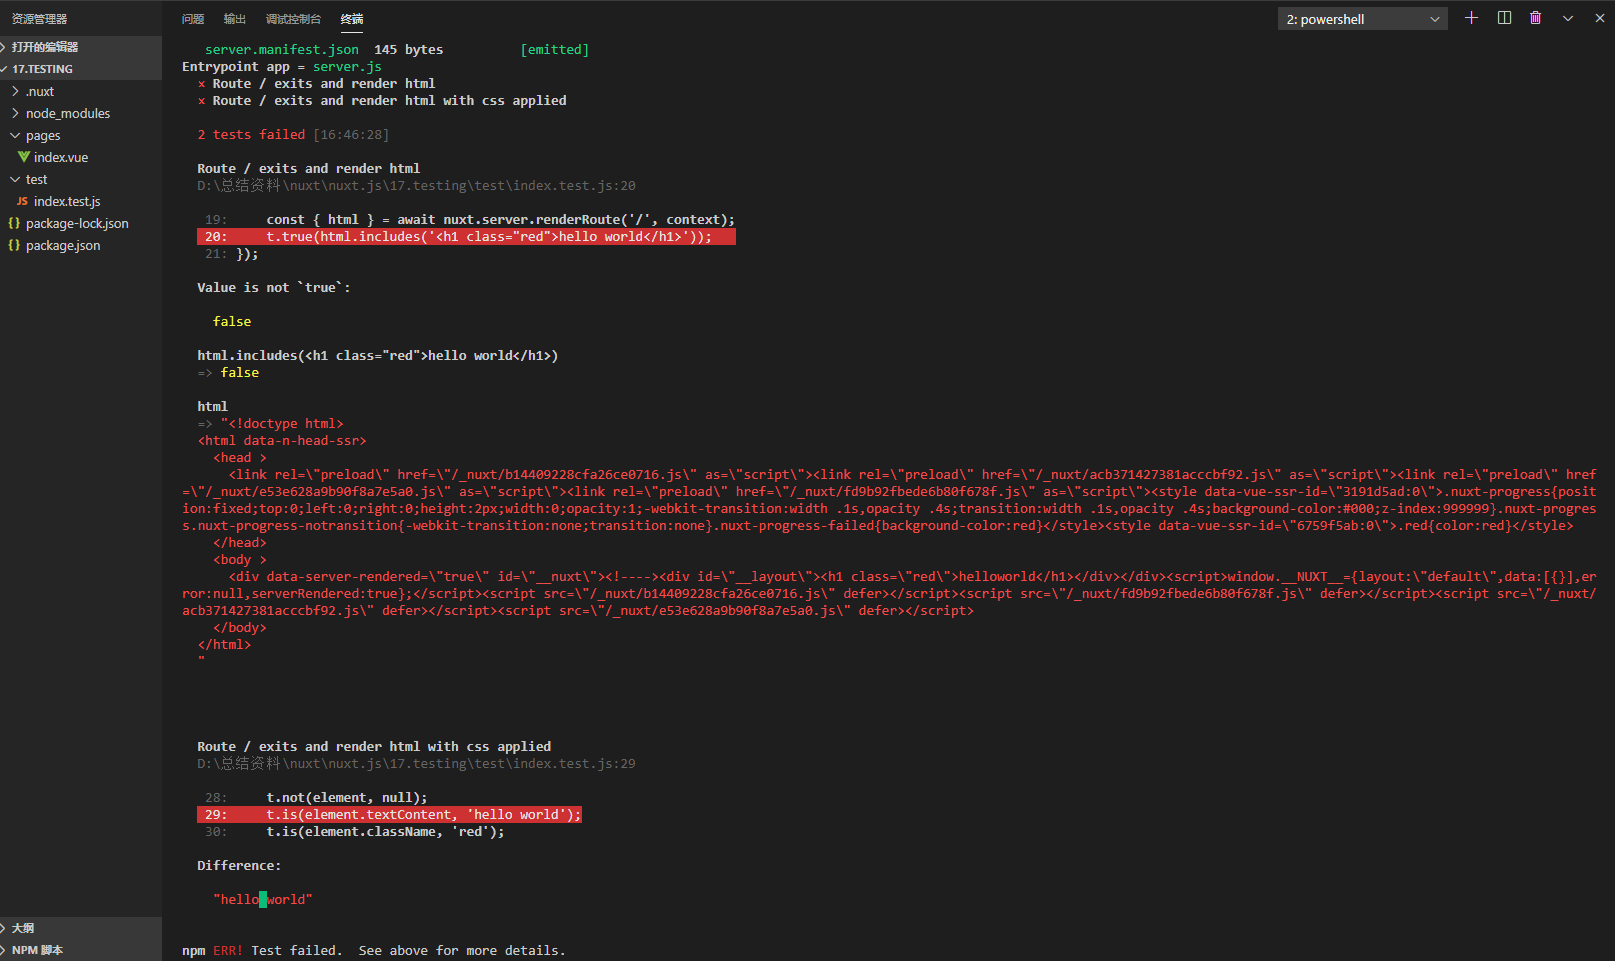 资源管理器
打开的编辑器
17.TESTING
.nuxt
node_modules
pages
index.vue
test
JS index.test.js
{} package-lock.json
{} package.json
大纲
NPM 脚本
问题 输出 调试控制台 终端 2: powershell
server.manifest.json 145 bytes [emitted]
Entrypoint app = server.js
× Route / exits and render html
× Route / exits and render html with css applied
2 tests failed [16:46:28]
Route / exits and render html
D:\总结资料\nuxt\nuxt.js\17.testing\test\index.test.js:20
19: const { html } = await nuxt.server.renderRoute('/', context);
20: t.true(html.includes('<h1 class="red">hello world</h1>'));
21: });
Value is not `true`:
false
html.includes(<h1 class="red">hello world</h1>)
=> false
html
=> "<!doctype html>
<html data-n-head-ssr>
<head >
<link rel=\"preload\" href=\"/_nuxt/b14409228cfa26ce0716.js\" as=\"script\"><link rel=\"preload\" href=\"/_nuxt/acb371427381acccbf92.js\" as=\"script\"><link rel=\"preload\" href
=\"/_nuxt/e53e628a9b90f8a7e5a0.js\" as=\"script\"><link rel=\"preload\" href=\"/_nuxt/fd9b92fbede6b80f678f.js\" as=\"script\"><style data-vue-ssr-id=\"3191d5ad:0\">.nuxt-progress{posit
ion:fixed;top:0;left:0;right:0;height:2px;width:0;opacity:1;-webkit-transition:width .1s,opacity .4s;transition:width .1s,opacity .4s;background-color:#000;z-index:999999}.nuxt-progres
s.nuxt-progress-notransition{-webkit-transition:none;transition:none}.nuxt-progress-failed{background-color:red}</style><style data-vue-ssr-id=\"6759f5ab:0\">.red{color:red}</style>
</head>
<body >
<div data-server-rendered=\"true\" id=\"__nuxt\"><!----><div id=\"__layout\"><h1 class=\"red\">helloworld</h1></div></div><script>window.__NUXT__={layout:\"default\",data:[{}],er
ror:null,serverRendered:true};</script><script src=\"/_nuxt/b14409228cfa26ce0716.js\" defer></script><script src=\"/_nuxt/fd9b92fbede6b80f678f.js\" defer></script><script src=\"/_nuxt/
acb371427381acccbf92.js\" defer></script><script src=\"/_nuxt/e53e628a9b90f8a7e5a0.js\" defer></script>
</body>
</html>
"
Route / exits and render html with css applied
D:\总结资料\nuxt\nuxt.js\17.testing\test\index.test.js:29
28: t.not(element, null);
29: t.is(element.textContent, 'hello world');
30: t.is(element.className, 'red');
Difference:
"hello world"
npm ERR! Test failed. See above for more details.